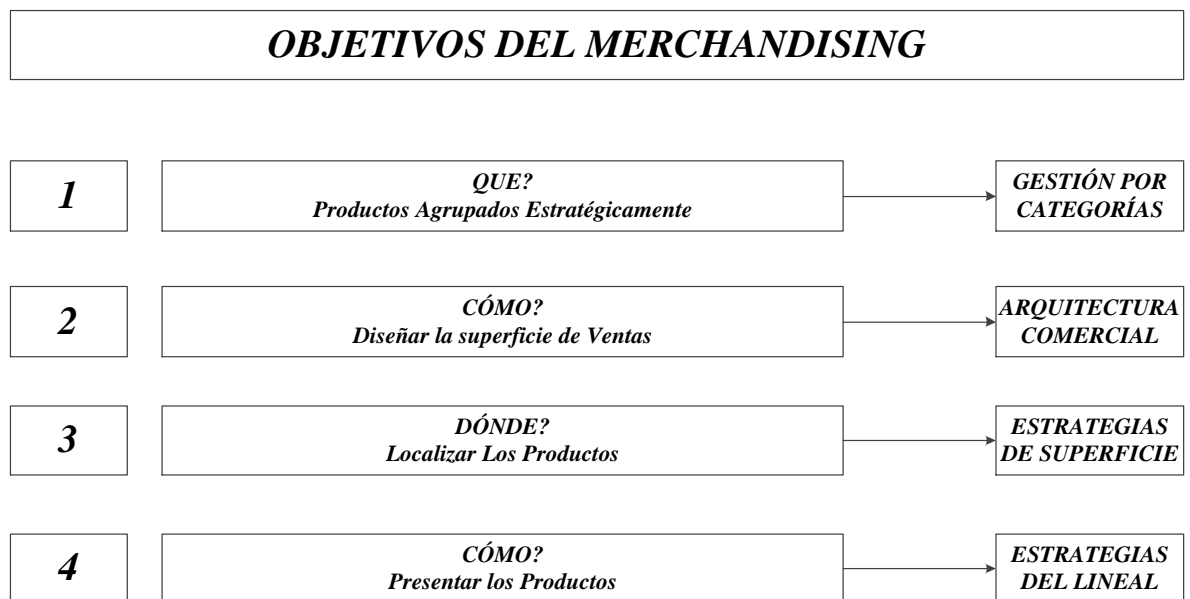 OBJETIVOS DEL MERCHANDISING
1
QUE?
Productos Agrupados Estratégicamente
GESTIÓN POR
CATEGORÍAS
2
CÓMO?
Diseñar la superficie de Ventas
ARQUITECTURA
COMERCIAL
3
DÓNDE?
Localizar Los Productos
ESTRATEGIAS
DE SUPERFICIE
4
CÓMO?
Presentar los Productos
ESTRATEGIAS
DEL LINEAL